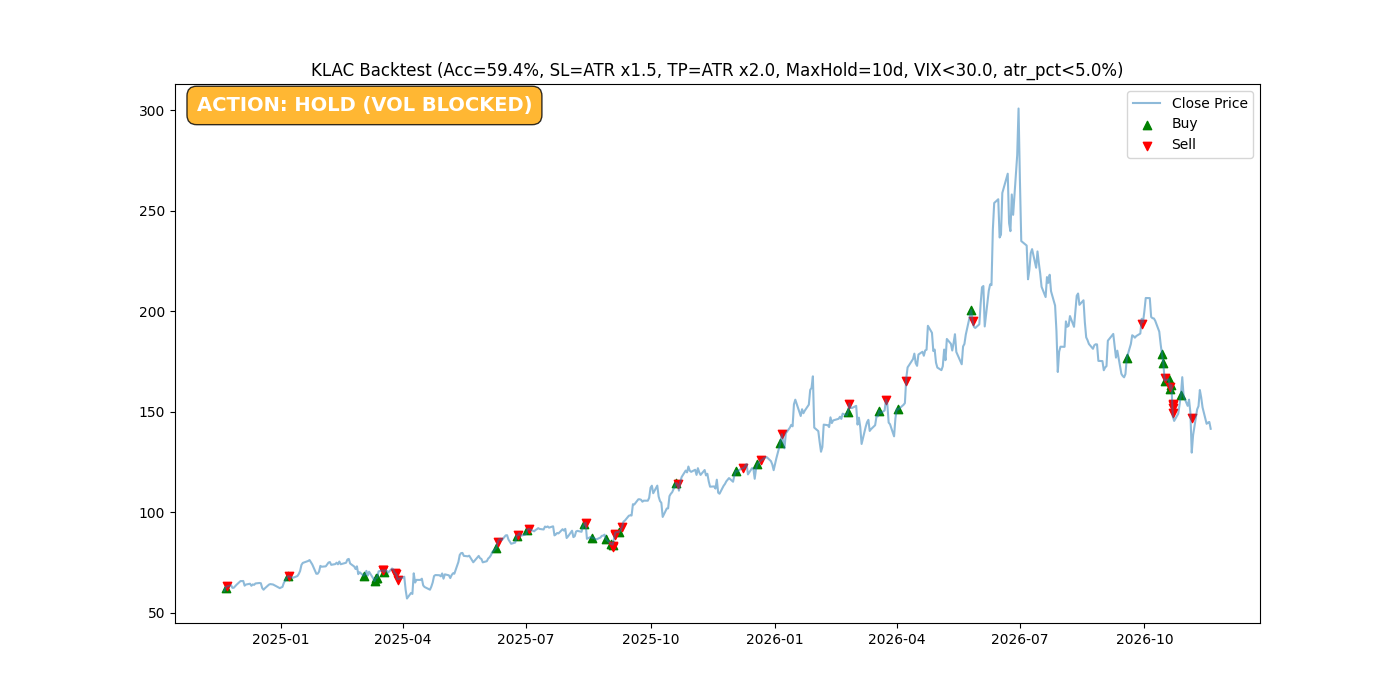 KLAC Backtest (Acc=59.4%, SL=ATR x1.5, TP=ATR x2.0, MaxHold=10d, VIX<30.0, atr_pct<5.0%)
ACTION: HOLD (VOL BLOCKED)
Close Price
Buy
Sell
300
250
200
150
100
50
2025-01 2025-04 2025-07 2025-10 2026-01 2026-04 2026-07 2026-10